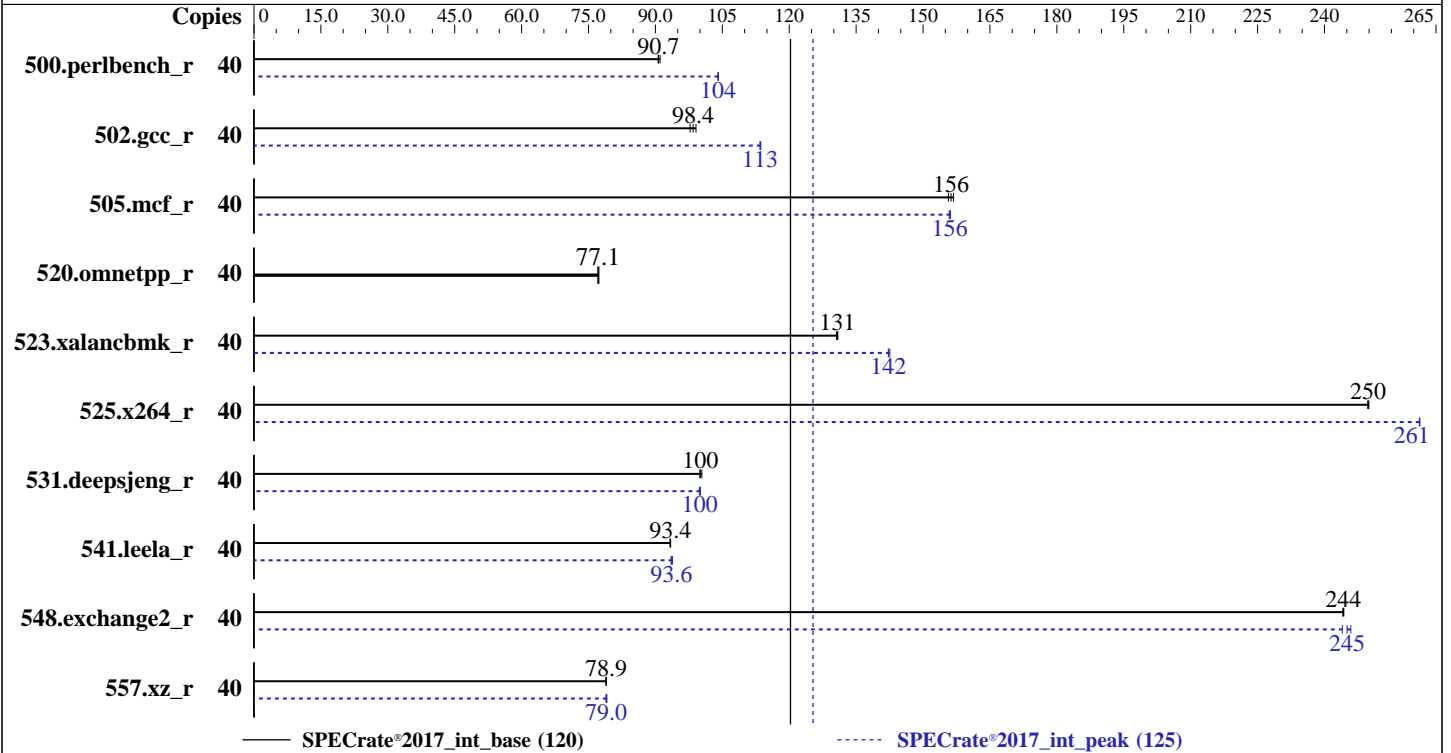 Copies 0 15.0 30.0 45.0 60.0 75.0 90.0 105 120 135 150 165 180 195 210 225 240 265
90.7
500.perlbench_r 40
104
98.4
502.gcc_r 40
113
156
505.mcf_r 40
156
77.1
520.omnetpp_r 40
131
523.xalancbmk_r 40
142
250
525.x264_r 40
261
100
531.deepsjeng_r 40
100
93.4
541.leela_r 40
93.6
244
548.exchange2_r 40
245
78.9
557.xz_r 40
79.0
SPECrate®2017_int_base (120) SPECrate®2017_int_peak (125)